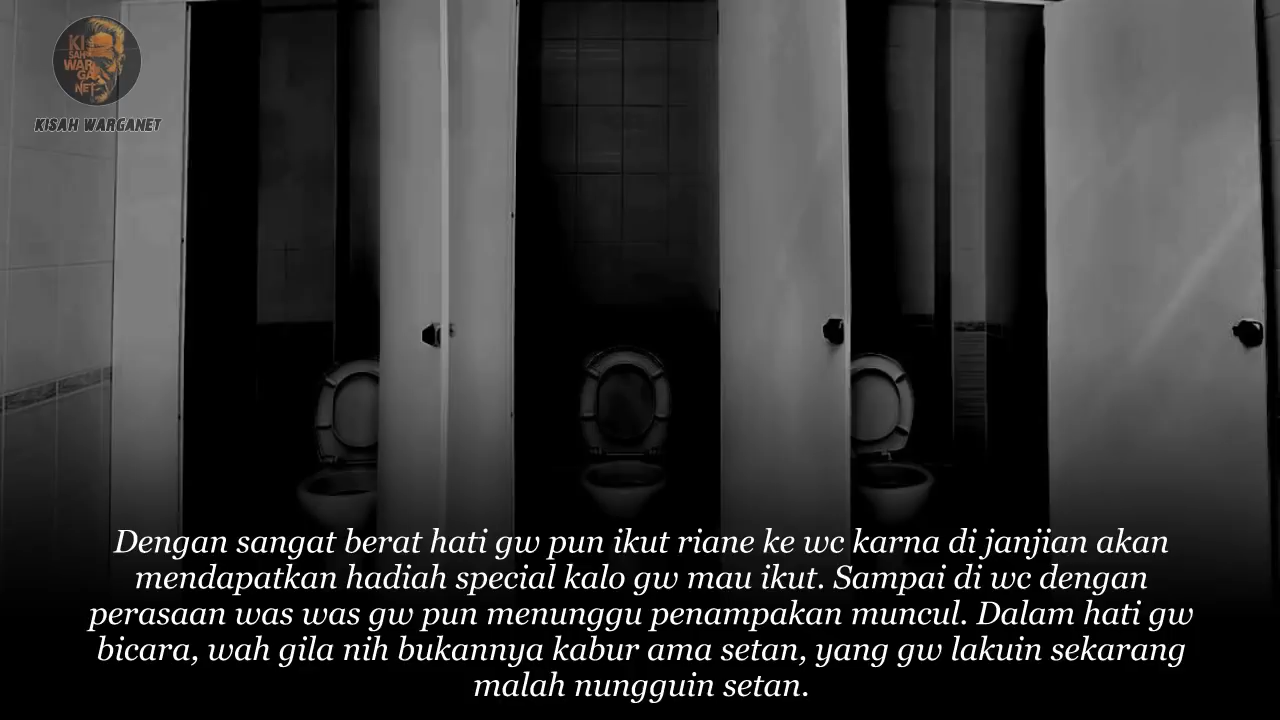 KI
SAH
WAR
GA
NET
KISAH WARGANET
Dengan sangat berat hati gw pun ikut riane ke wc karna di janjian akan
mendapatkan hadiah special kalo gw mau ikut. Sampai di wc dengan
perasaan was was gw pun menunggu penampakan muncul. Dalam hati gw
bicara, wah gila nih bukannya kabur ama setan, yang gw lakuin sekarang
malah nungguin setan.